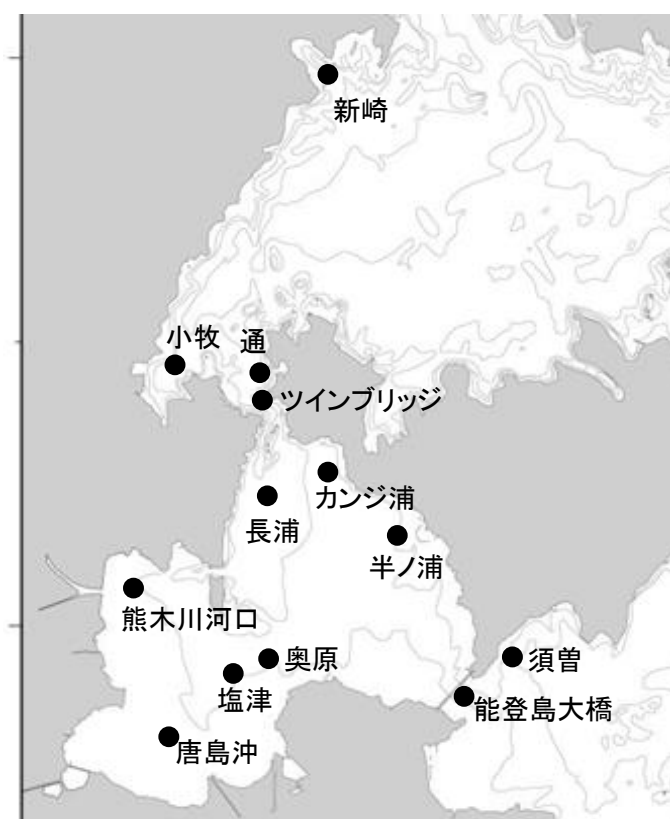 新崎
小牧
通
ツインブリッジ
カンジ浦
長浦
半ノ浦
熊木川河口
奥原
須曽
塩津
能登島大橋
唐島沖